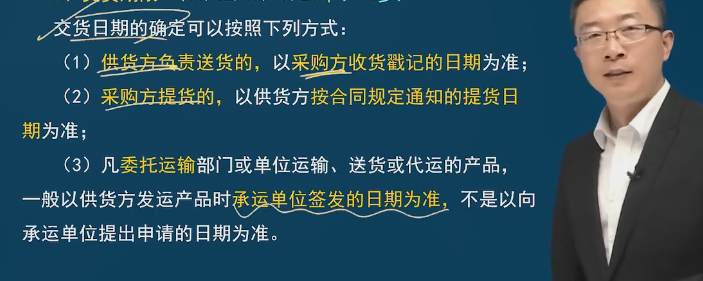 交货日期的确定可以按照下列方式：
（1）供货方负责送货的，以采购方收货戳记的日期为准；
（2）采购方提货的，以供货方按合同规定通知的提货日
期为准；
（3）凡委托运输部门或单位运输、送货或代运的产品，
一般以供货方发运产品时承运单位签发的日期为准，不是以向
承运单位提出申请的日期为准。